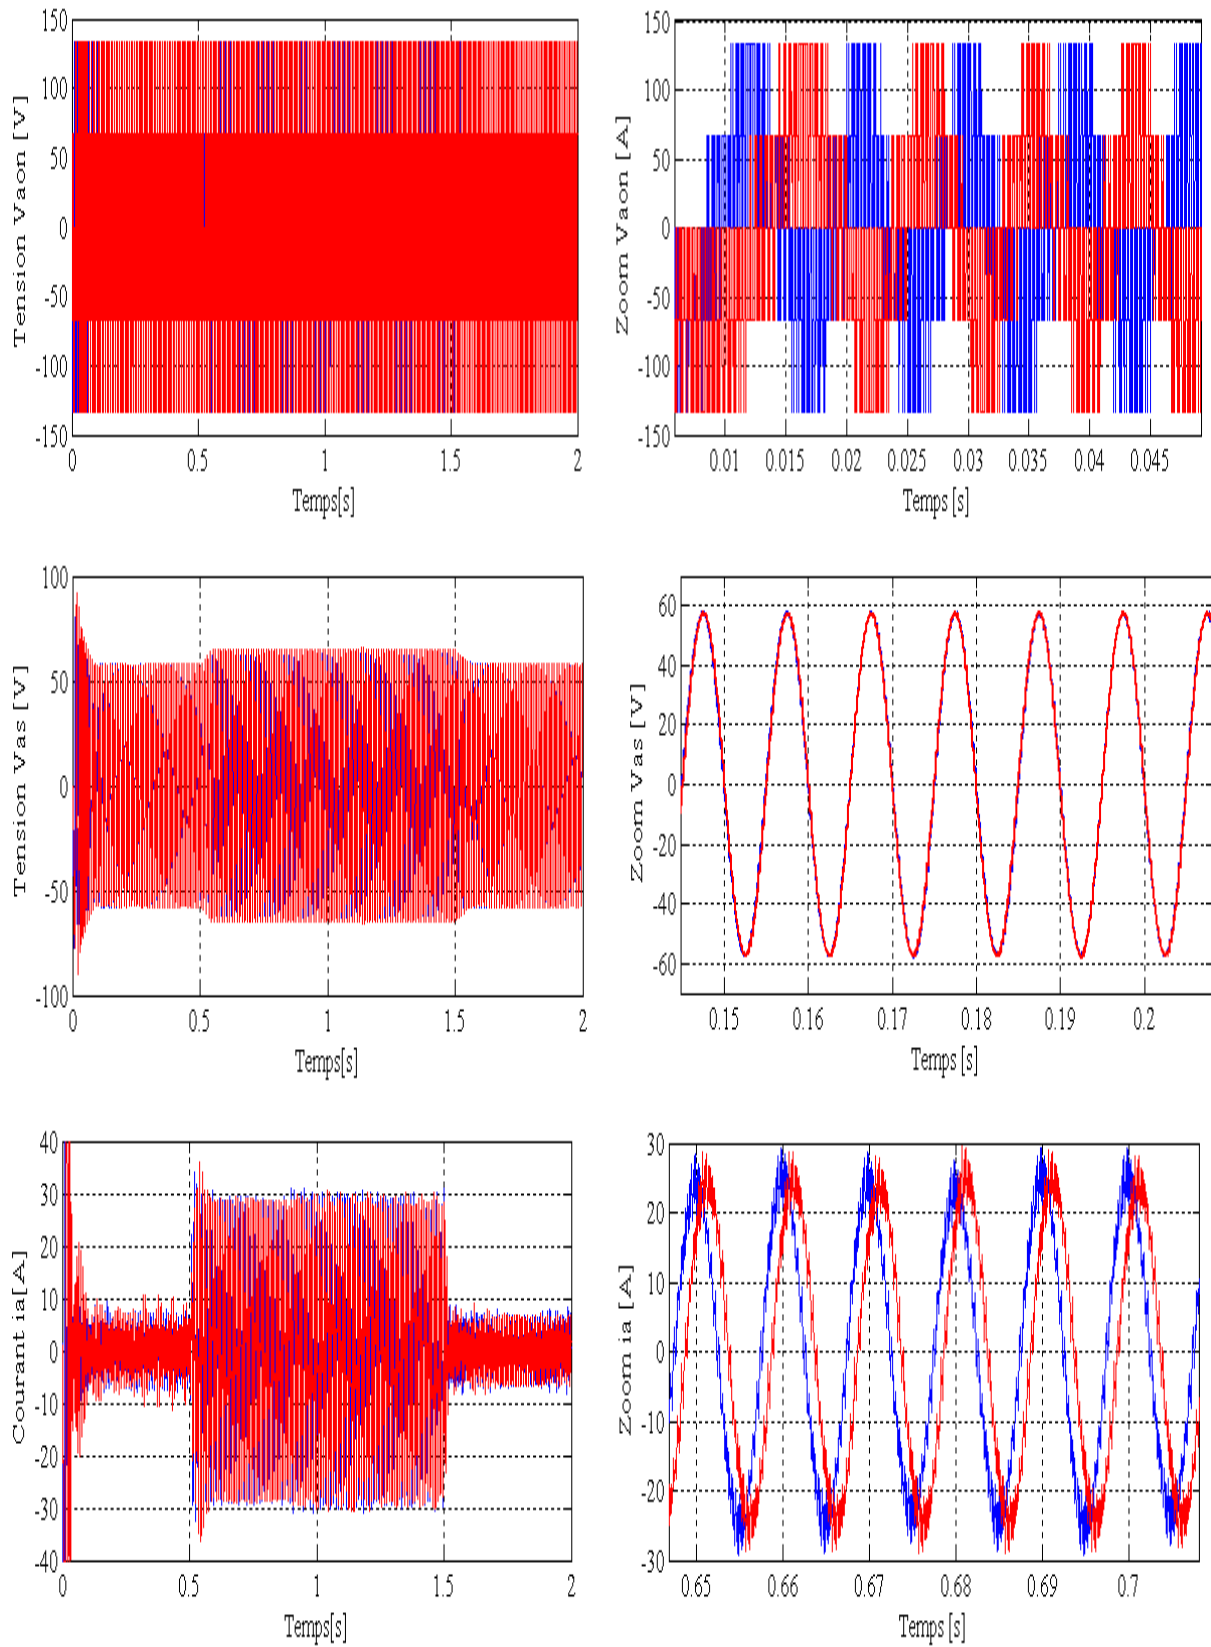 150
100
50
0
-50
-100
-150
0 0.5 1 1.5 2
Temps[s]
Tension Vaon [V]
150
100
50
0
-50
-100
-150
0.01 0.015 0.02 0.025 0.03 0.035 0.04 0.045
Temps [s]
Zoom Vaon [A]
100
50
0
-50
-100
0 0.5 1 1.5 2
Temps[s]
Tension Vas [V]
60
40
20
0
-20
-40
-60
0.15 0.16 0.17 0.18 0.19 0.2
Temps [s]
Zoom Vas [V]
40
30
20
10
0
-10
-20
-30
-40
0 0.5 1 1.5 2
Temps[s]
Courant ia[A]
30
20
10
0
-10
-20
-30
0.65 0.66 0.67 0.68 0.69 0.7
Temps [s]
Zoom ia [A]